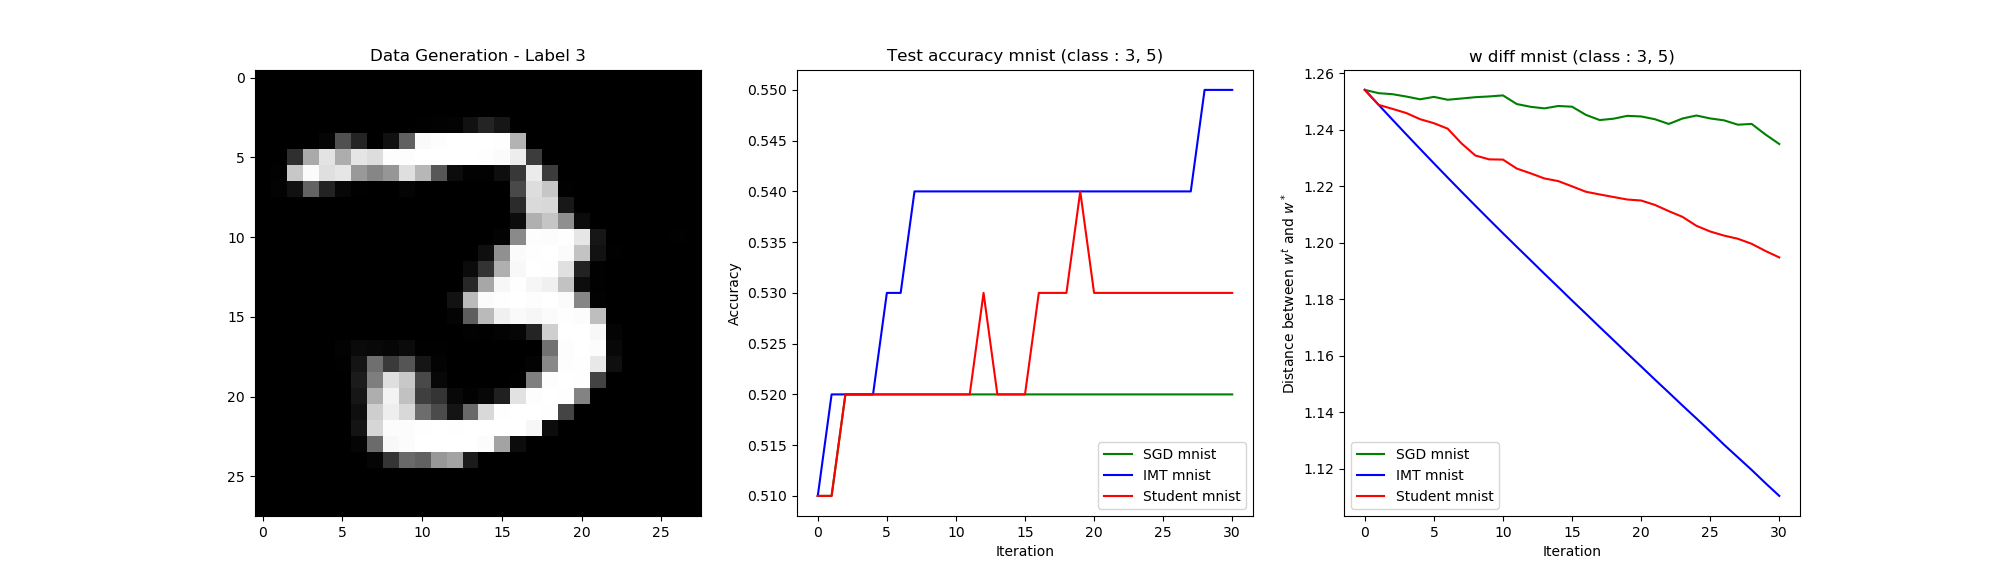 Data Generation - Label 3
0
5
10
15
20
25
0 5 10 15 20 25
Test accuracy mnist (class : 3, 5)
Accuracy
0.550
0.545
0.540
0.535
0.530
0.525
0.520
0.515
0.510
SGD mnist
IMT mnist
Student mnist
0 5 10 15 20 25 30
Iteration
w diff mnist (class : 3, 5)
Distance between w^t and w^*
1.26
1.24
1.22
1.20
1.18
1.16
1.14
1.12
SGD mnist
IMT mnist
Student mnist
0 5 10 15 20 25 30
Iteration